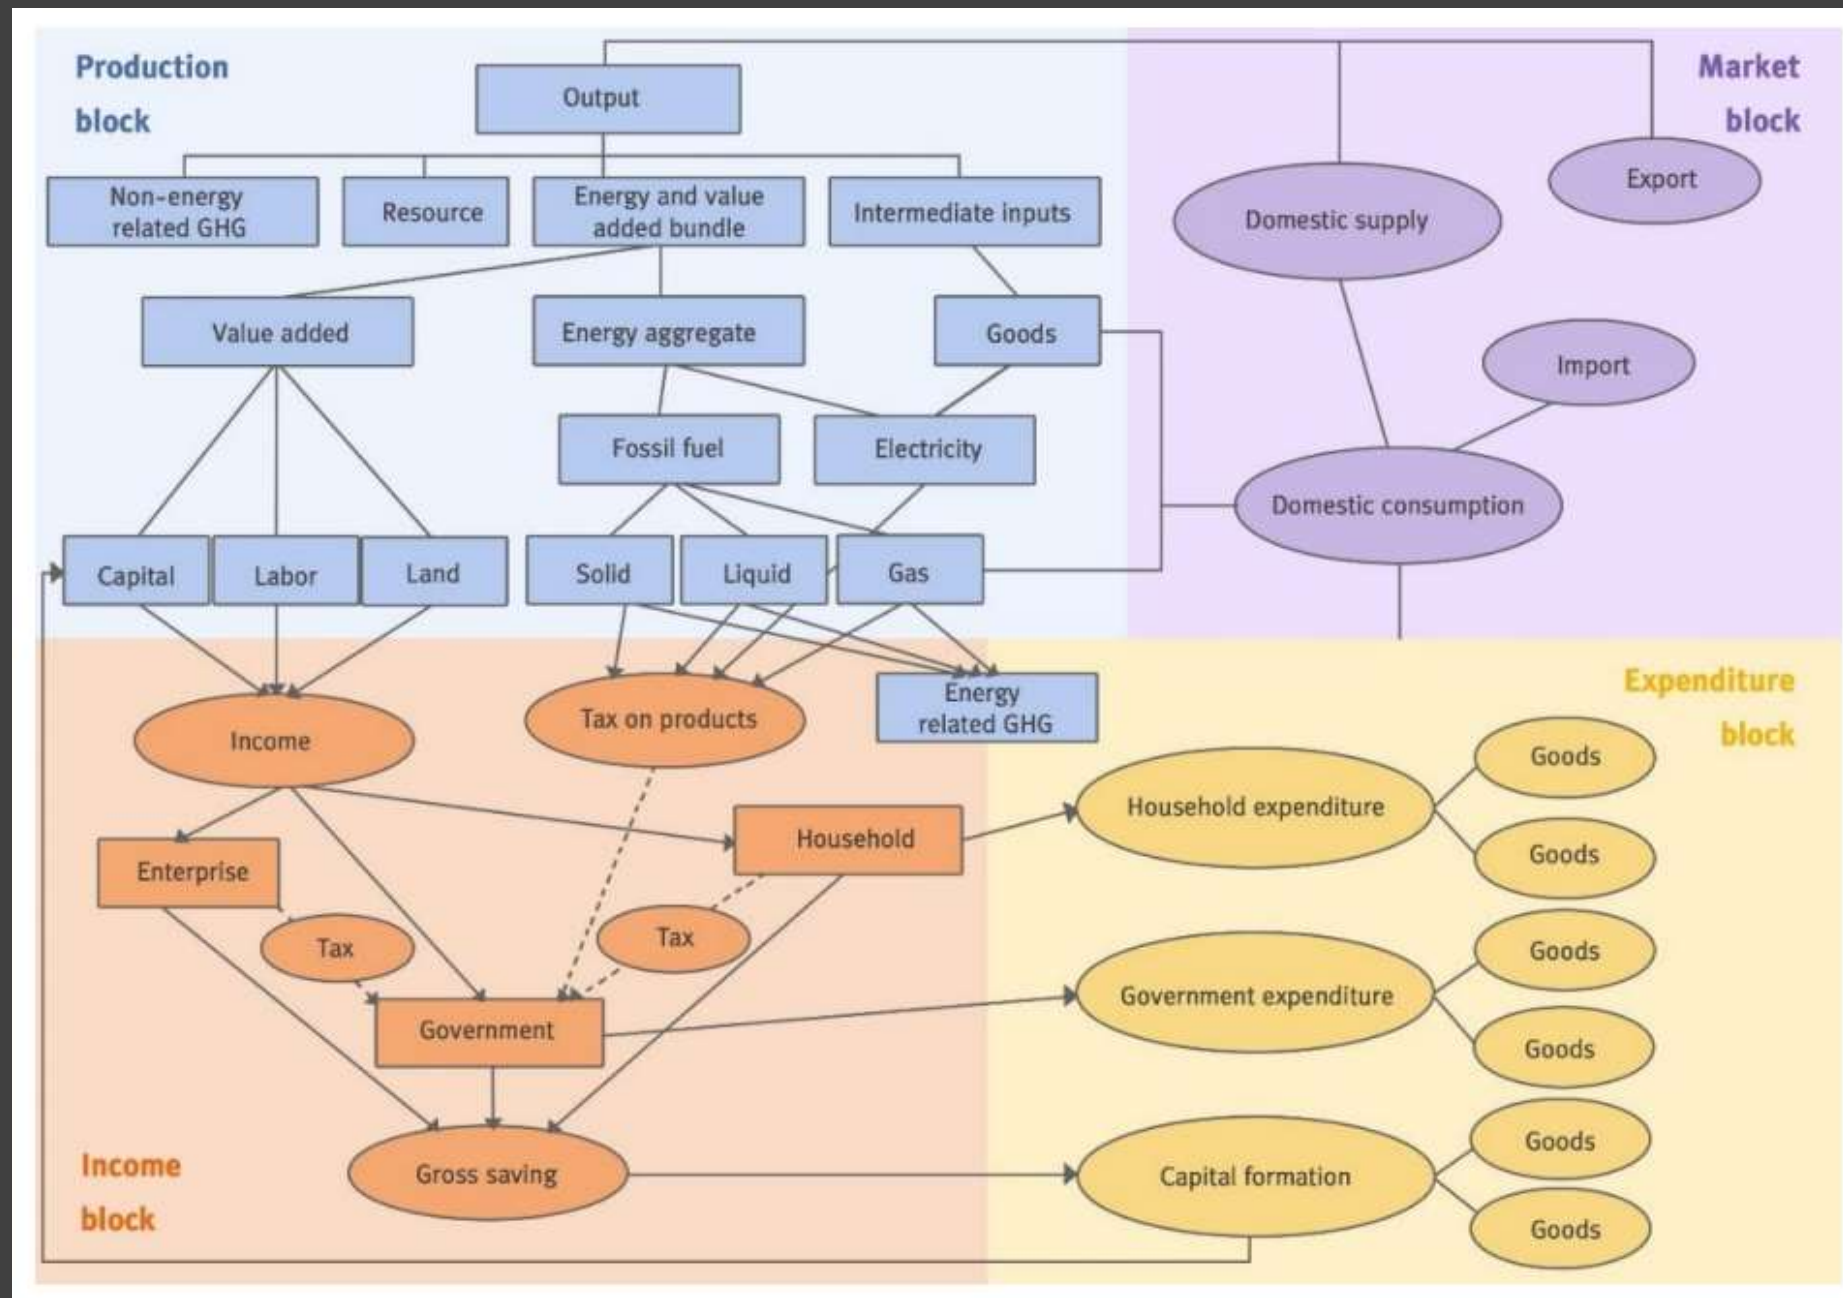 Production
block
Market
block
Output
Export
Non-energy
related GHG
Resource
Energy and value
added bundle
Intermediate inputs
Domestic supply
Value added
Energy aggregate
Goods
Import
Fossil fuel
Electricity
Domestic consumption
Capital
Labor
Land
Solid
Liquid
Gas
Income
Tax on products
Energy
related GHG
Expenditure
block
Household
Household expenditure
Goods
Goods
Enterprise
Tax
Tax
Government
Government expenditure
Goods
Goods
Income
block
Gross saving
Capital formation
Goods
Goods